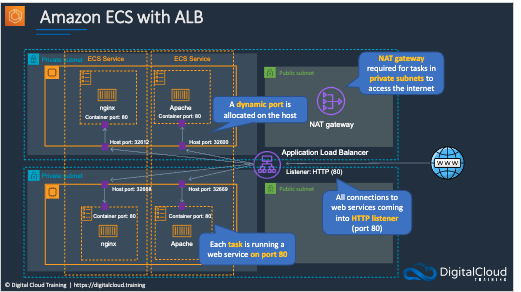 Amazon ECS with ALB
Private subnet
ECS Service
ECS Service
Public subnet
NAT gateway
required for tasks in
private subnets to
access the internet
nginx
Container port: 80
Apache
Container port: 80
A dynamic port is
allocated on the host
NAT gateway
Host port: 32612
Host port: 32690
Application Load Balancer
Listener: HTTP (80)
WWW
Private subnet
Public subnet
Host port: 32668
Host port: 32669
All connections to
web services coming
into HTTP listener
(port 80)
Container port: 80
nginx
Container port: 80
Apache
Each task is running a
web service on port 80
© Digital Cloud Training | https://digitalcloud.training
DigitalCloud
TRAINING